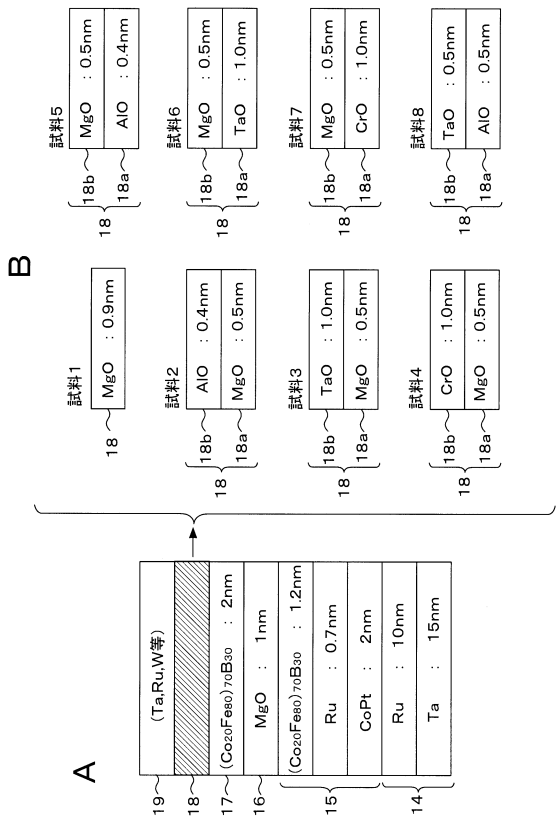 A
19
(Ta,Ru,W等)
18
17
(Co20Fe80)70B30 : 2nm
16
MgO : 1nm
15
(Co20Fe80)70B30 : 1.2nm
Ru : 0.7nm
CoPt : 2nm
14
Ru : 10nm
Ta : 15nm
B
試料1
18
MgO : 0.9nm
試料2
18
18b
AlO : 0.4nm
18a
MgO : 0.5nm
試料3
18
18b
TaO : 1.0nm
18a
MgO : 0.5nm
試料4
18
18b
CrO : 1.0nm
18a
MgO : 0.5nm
試料5
18
18b
MgO : 0.5nm
18a
AlO : 0.4nm
試料6
18
18b
MgO : 0.5nm
18a
TaO : 1.0nm
試料7
18
18b
MgO : 0.5nm
18a
CrO : 1.0nm
試料8
18
18b
TaO : 0.5nm
18a
AlO : 0.5nm